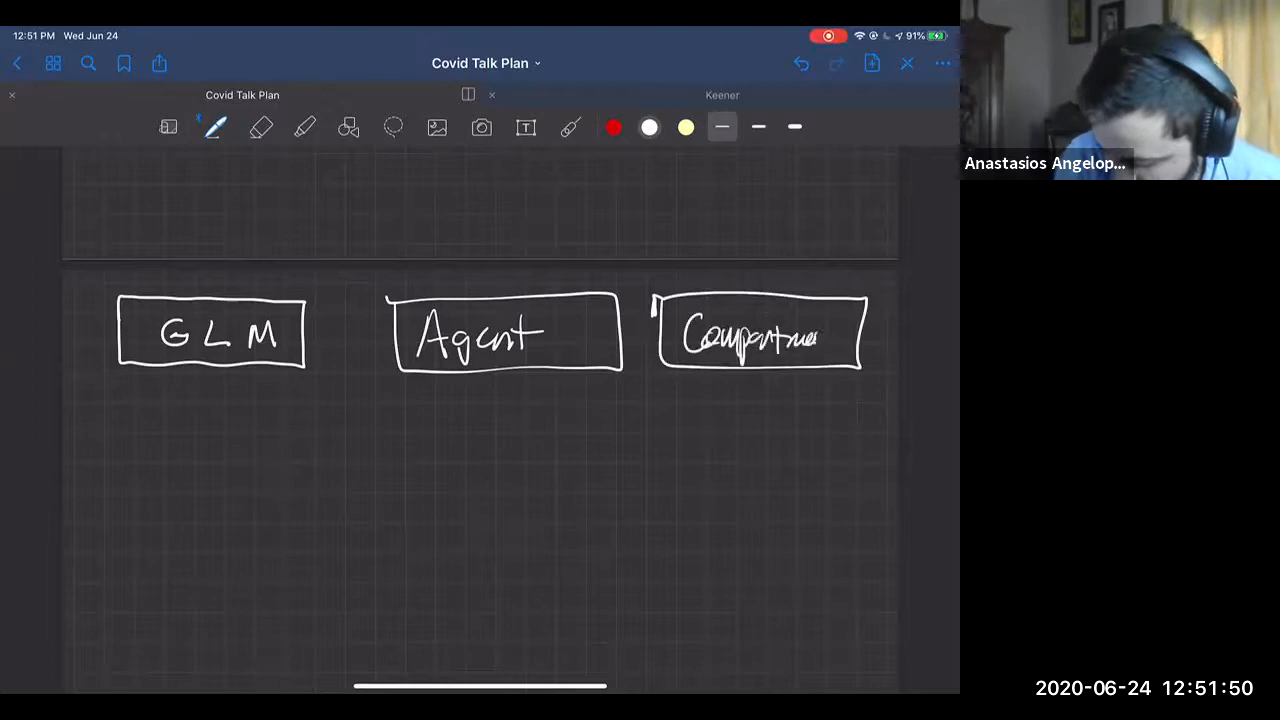 12:51 PM Wed Jun 24
91%
Covid Talk Plan
Covid Talk Plan
Keener
T
Anastasios Angelop...
GLM
Agent
Compartme
2020-06-24 12:51:50